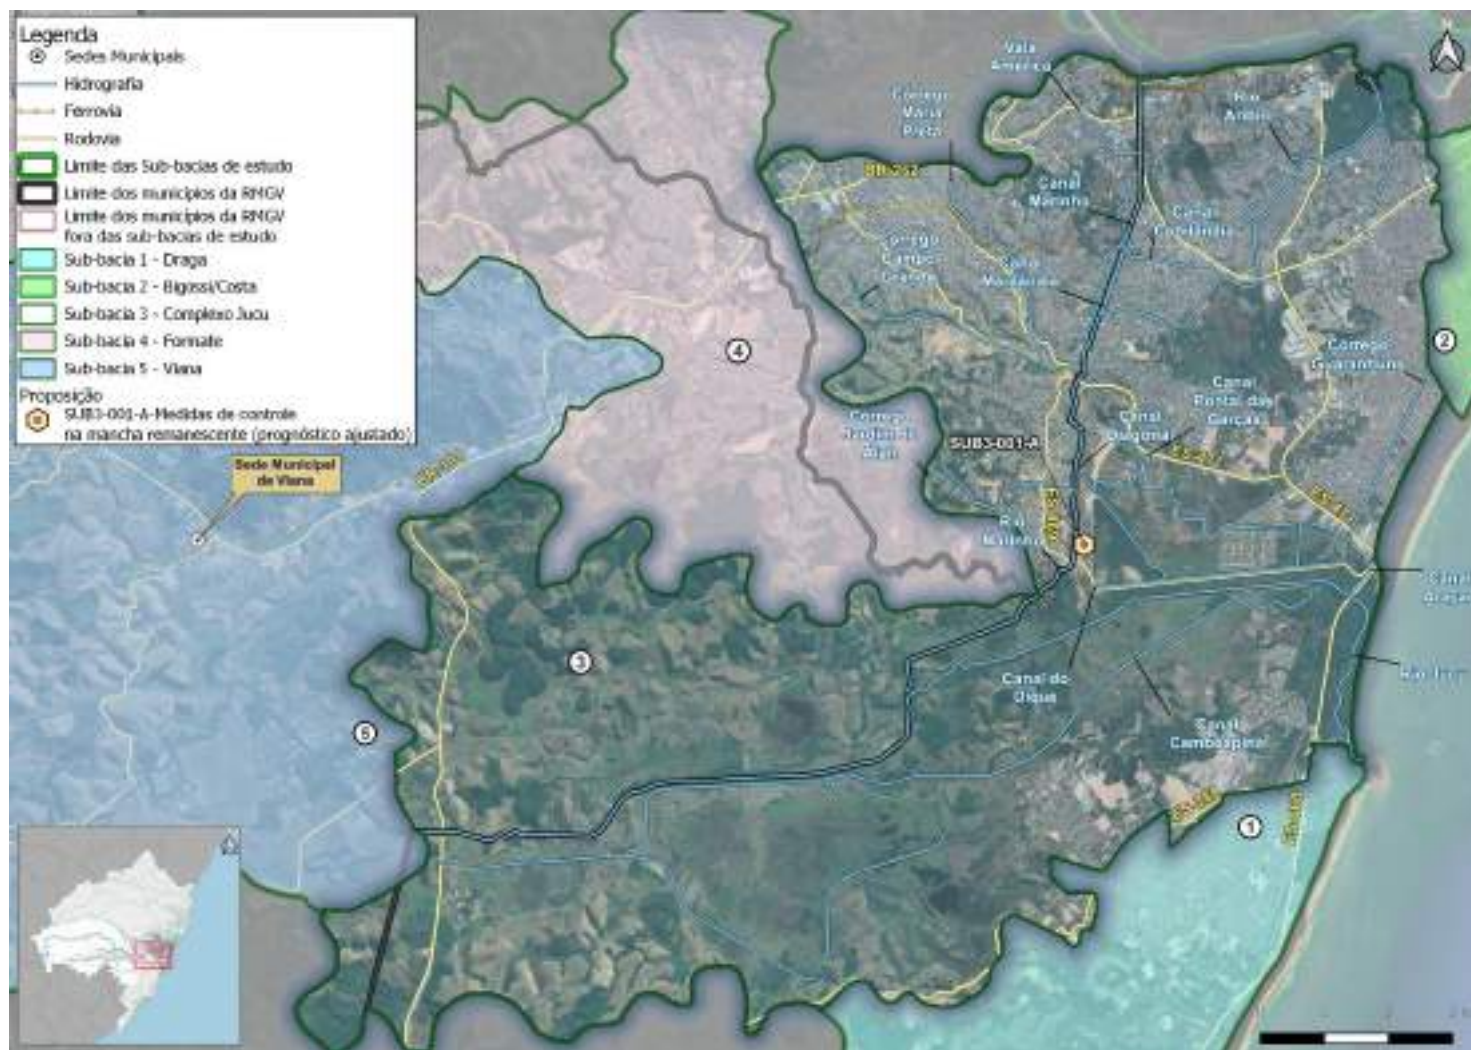 Legenda
Sedes Municipais
Hidrografia
Ferrovia
Rodovia
Limite das Sub-bacias de estudo
Limite dos municípios da RMGV
Limite dos municípios da RMGV
fora das sub-bacias de estudo
Sub-bacia 1 - Draga
Sub-bacia 2 - Bigossi/Costa
Sub-bacia 3 - Complexo Jucu
Sub-bacia 4 - Formate
Sub-bacia 5 - Viana
Proposição
SUB3-001-A-Medidas de controle
na mancha remanescente (prognóstico ajustado)
Vala
América
Córrego
Maria
Preta
Rio
Aribiri
BR-262
Canal
Marinho
Canal
Cobilândia
Córrego
Campo
Grande
4
2
Córrego
Guaranhuns
Canal
Pontal das
Garças
Canal
Córrego
SUB3-001-A
Sede Municipal
de Viana
Rio
Marinho
3
Canal do
Dique
5
Canal
Camboapina
1
N